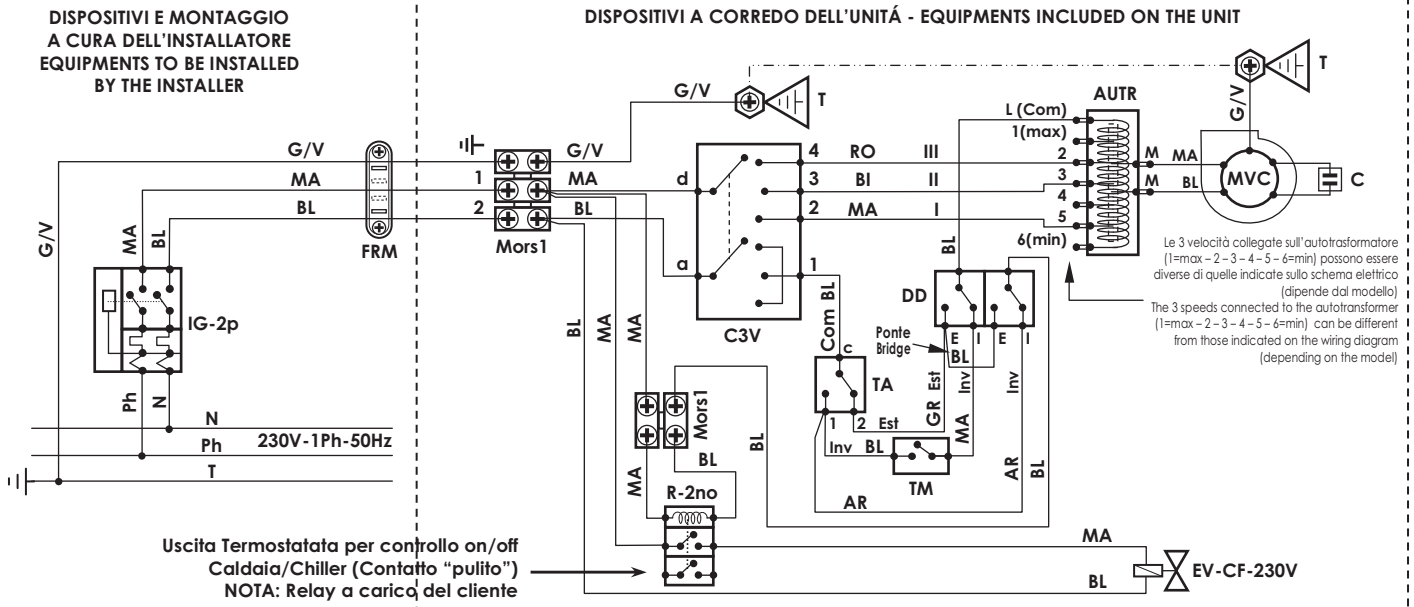 DISPOSITIVI E MONTAGGIO
A CURA DELL'INSTALLATORE
EQUIPMENTS TO BE INSTALLED
BY THE INSTALLER
DISPOSITIVI A CORREDO DELL'UNITÁ - EQUIPMENTS INCLUDED ON THE UNIT
G/V
T
T
G/V
AUTR
L (Com)
1(max)
2
3
4
5
6(min)
M
MA
M
BL
MVC
C
G/V
MA
BL
FRM
1
2
G/V
MA
BL
Mors1
d
a
4
RO
III
3
BI
II
2
MA
I
1
C3V
G/V
MA
BL
IG-2p
Ph
N
N
Ph
230V-1Ph-50Hz
T
Le 3 velocità collegate sull'autotrasformatore
(1=max – 2 – 3 – 4 – 5 – 6=min) possono essere
diverse di quelle indicate sullo schema elettrico
(dipende dal modello)
The 3 speeds connected to the autotransformer
(1=max – 2 – 3 – 4 – 5 – 6=min) can be different
from those indicated on the wiring diagram
(depending on the model)
BL
DD
E
I
E
I
Ponte
Bridge
BL
Com BL
C
TA
1
2
Est
Inv
BL
TM
GR Est
MA Inv
Inv
AR
BL
AR
BL
MA
MA
Mors1
BL
BL
MA
R-2no
Uscita Termostatata per controllo on/off
Caldaia/Chiller (Contatto "pulito")
NOTA: Relay a carico del cliente
MA
BL
EV-CF-230V